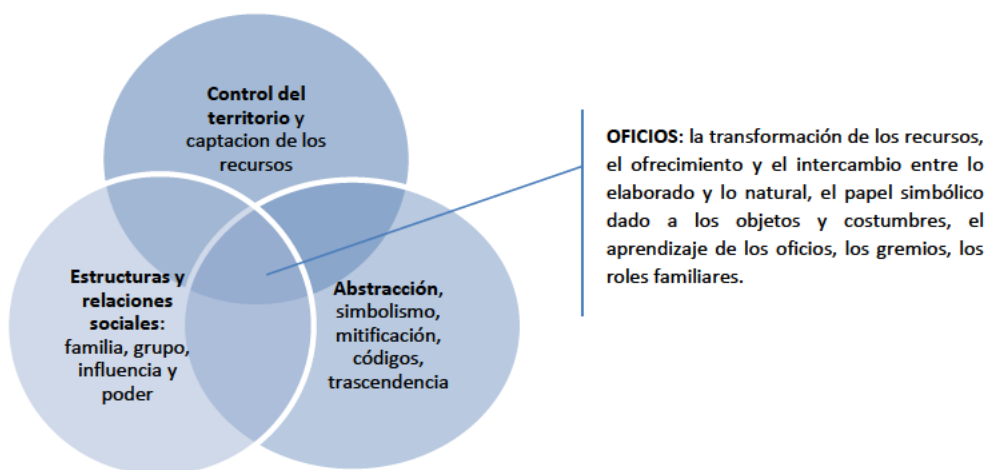 Control del
territorio y
captacion de los
recursos
Estructuras y
relaciones
sociales:
familia, grupo,
influencia y
poder
Abstracción,
simbolismo,
mitificación,
códigos,
trascendencia
OFICIOS: la transformación de los recursos,
el ofrecimiento y el intercambio entre lo
elaborado y lo natural, el papel simbólico
dado a los objetos y costumbres, el
aprendizaje de los oficios, los gremios, los
roles familiares.